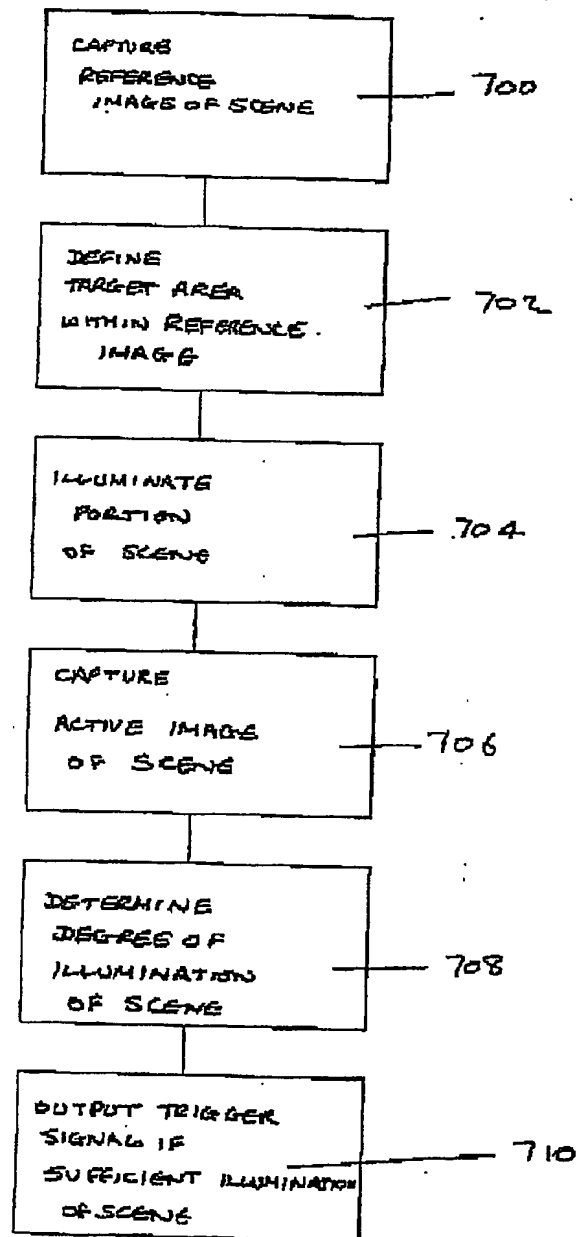 CAPTURE
REFERENCE
IMAGE OF SCENE
700
DEFINE
TARGET AREA
WITHIN REFERENCE.
IMAGE
702
ILLUMINATE
PORTION
OF SCENE
704
CAPTURE
ACTIVE IMAGE
OF SCENE
706
DETERMINE
DEGREE OF
ILLUMINATION
OF SCENE
708
OUTPUT TRIGGER
SIGNAL IF
SUFFICIENT ILLUMINATION
OF SCENE
710